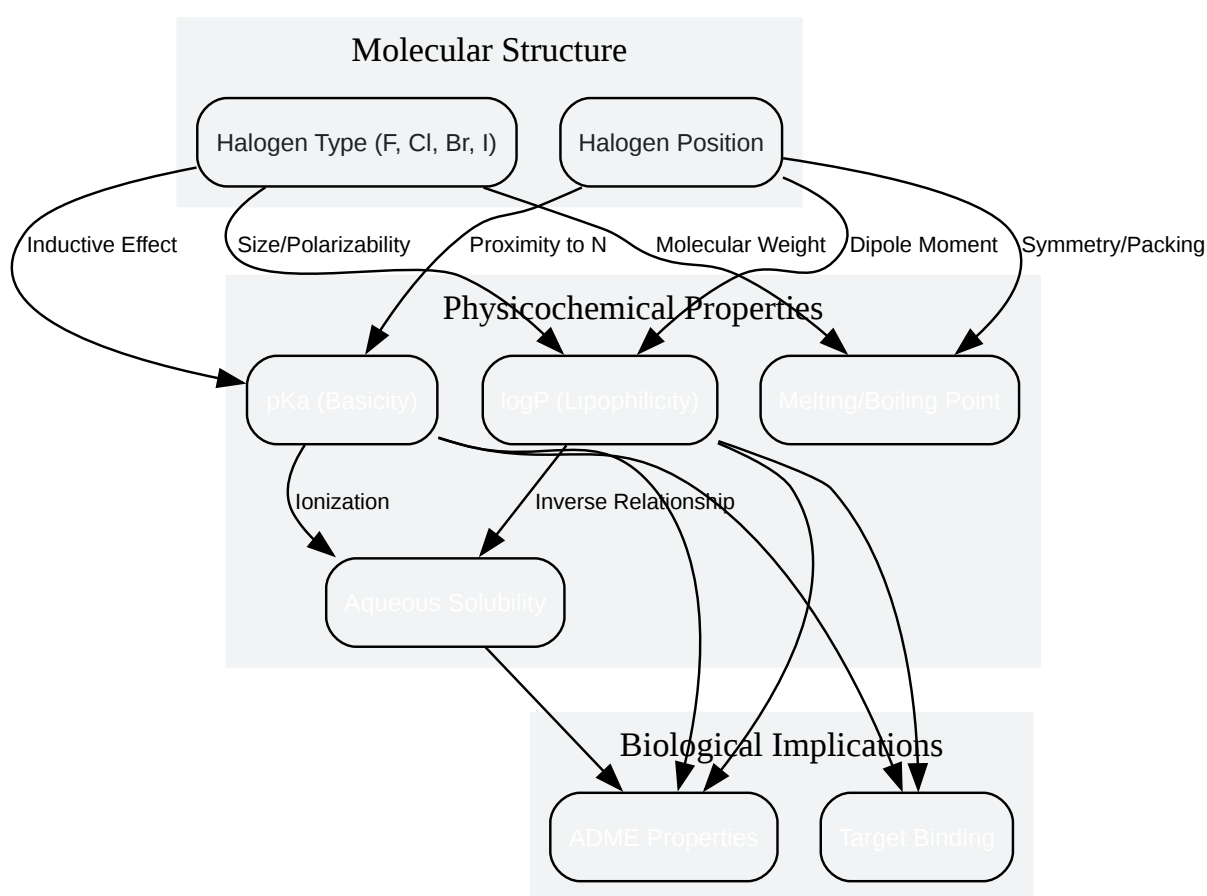 Molecular Structure
Halogen Type (F, Cl, Br, I)
Halogen Position
Inductive Effect
Size/Polarizability
Proximity to N
Molecular Weight
Dipole Moment
Symmetry/Packing
Physicochemical Properties
pKa (Basicity)
logP (Lipophilicity)
Melting/Boiling Point
Ionization
Inverse Relationship
Aqueous Solubility
Biological Implications
ADME Properties
Target Binding